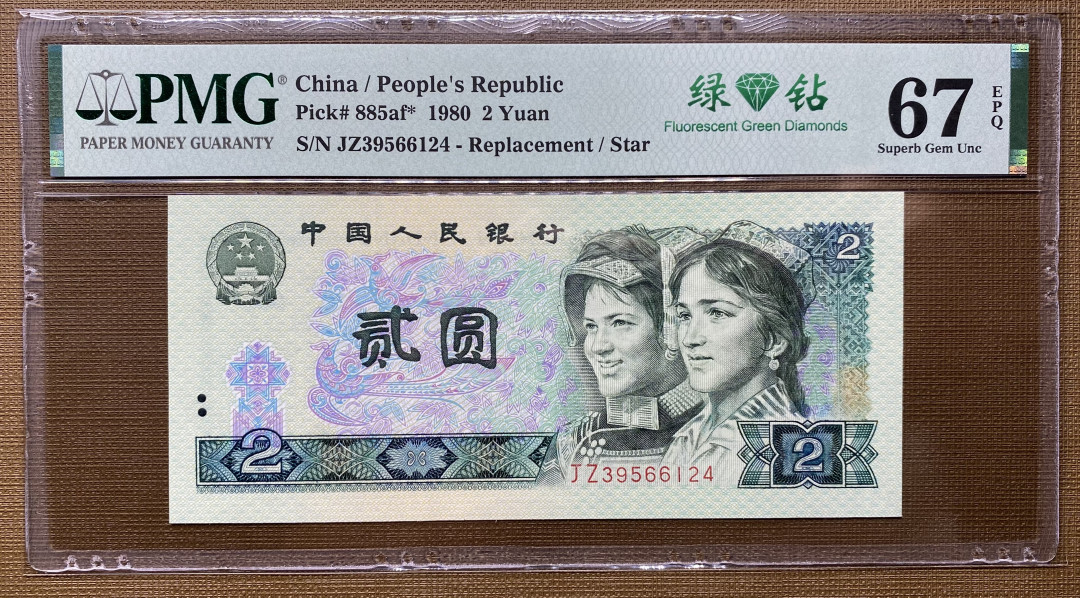 PMG®
PAPER MONEY GUARANTY
China / People's Republic
Pick# 885af* 1980 2 Yuan
S/N JZ39566124 - Replacement / Star
绿钻
Fluorescent Green Diamonds
67
EPQ
Superb Gem Unc
中国人民银行
2
贰圆
2
JZ39566124
2